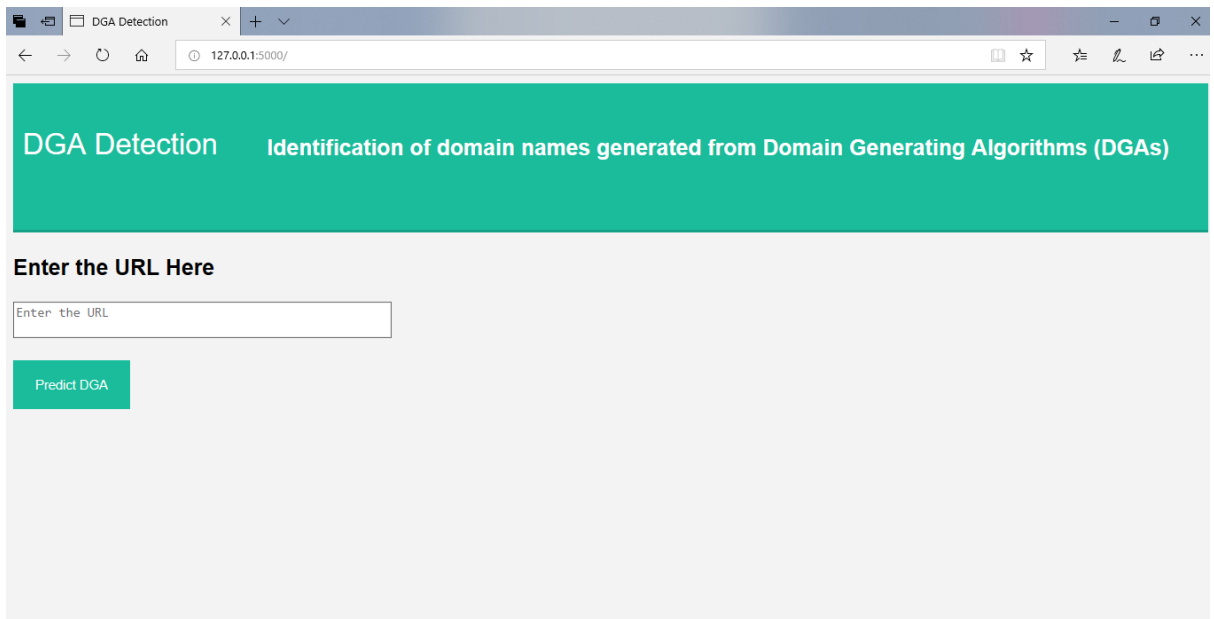 DGA Detection
127.0.0.1:5000/
DGA Detection
Identification of domain names generated from Domain Generating Algorithms (DGAs)
Enter the URL Here
Enter the URL
Predict DGA